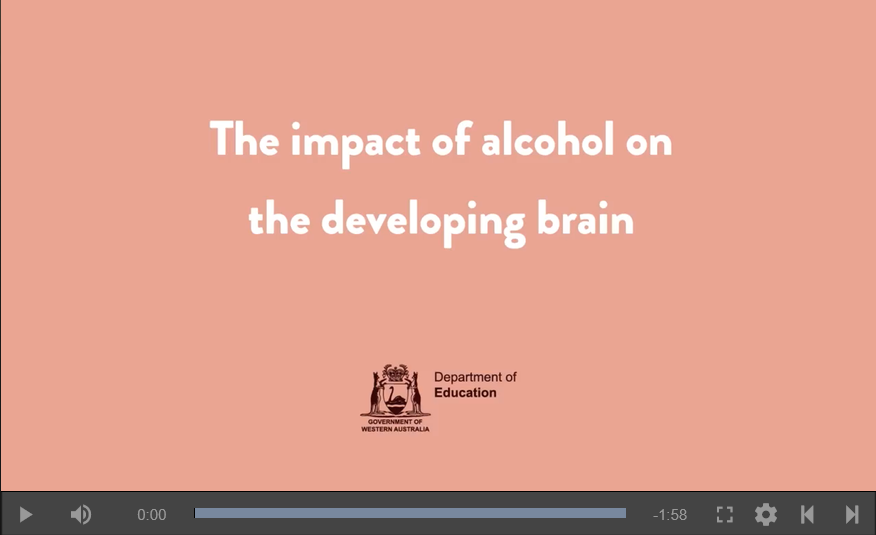 The impact of alcohol on
the developing brain
Department of
Education
GOVERNMENT OF
WESTERN AUSTRALIA
0:00
-1:58